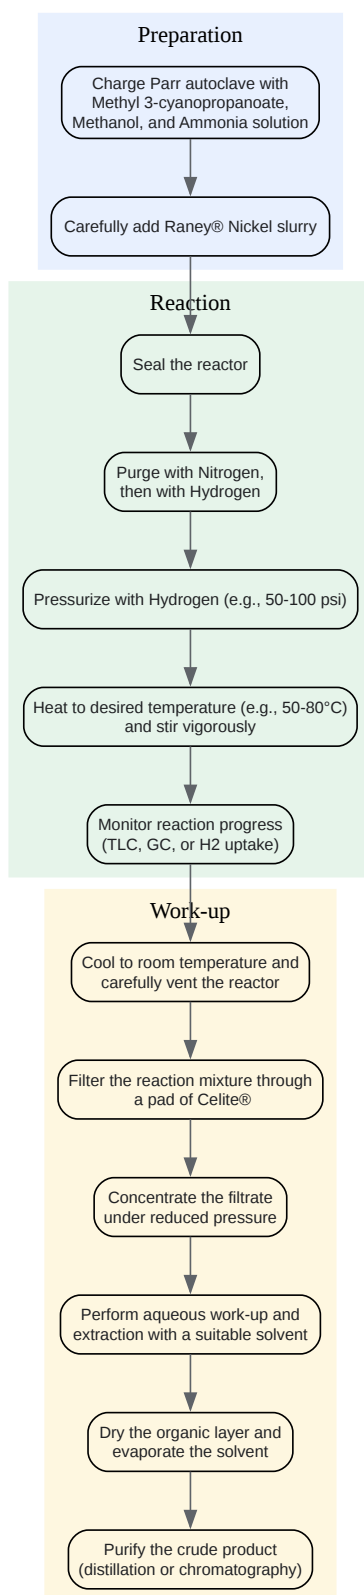 Preparation
Charge Parr autoclave with
Methyl 3-cyanopropanoate,
Methanol, and Ammonia solution
Carefully add Raney® Nickel slurry
Reaction
Seal the reactor
Purge with Nitrogen,
then with Hydrogen
Pressurize with Hydrogen (e.g., 50-100 psi)
Heat to desired temperature (e.g., 50-80°C)
and stir vigorously
Monitor reaction progress
(TLC, GC, or H2 uptake)
Work-up
Cool to room temperature and
carefully vent the reactor
Filter the reaction mixture through
a pad of Celite®
Concentrate the filtrate
under reduced pressure
Perform aqueous work-up and
extraction with a suitable solvent
Dry the organic layer and
evaporate the solvent
Purify the crude product
(distillation or chromatography)